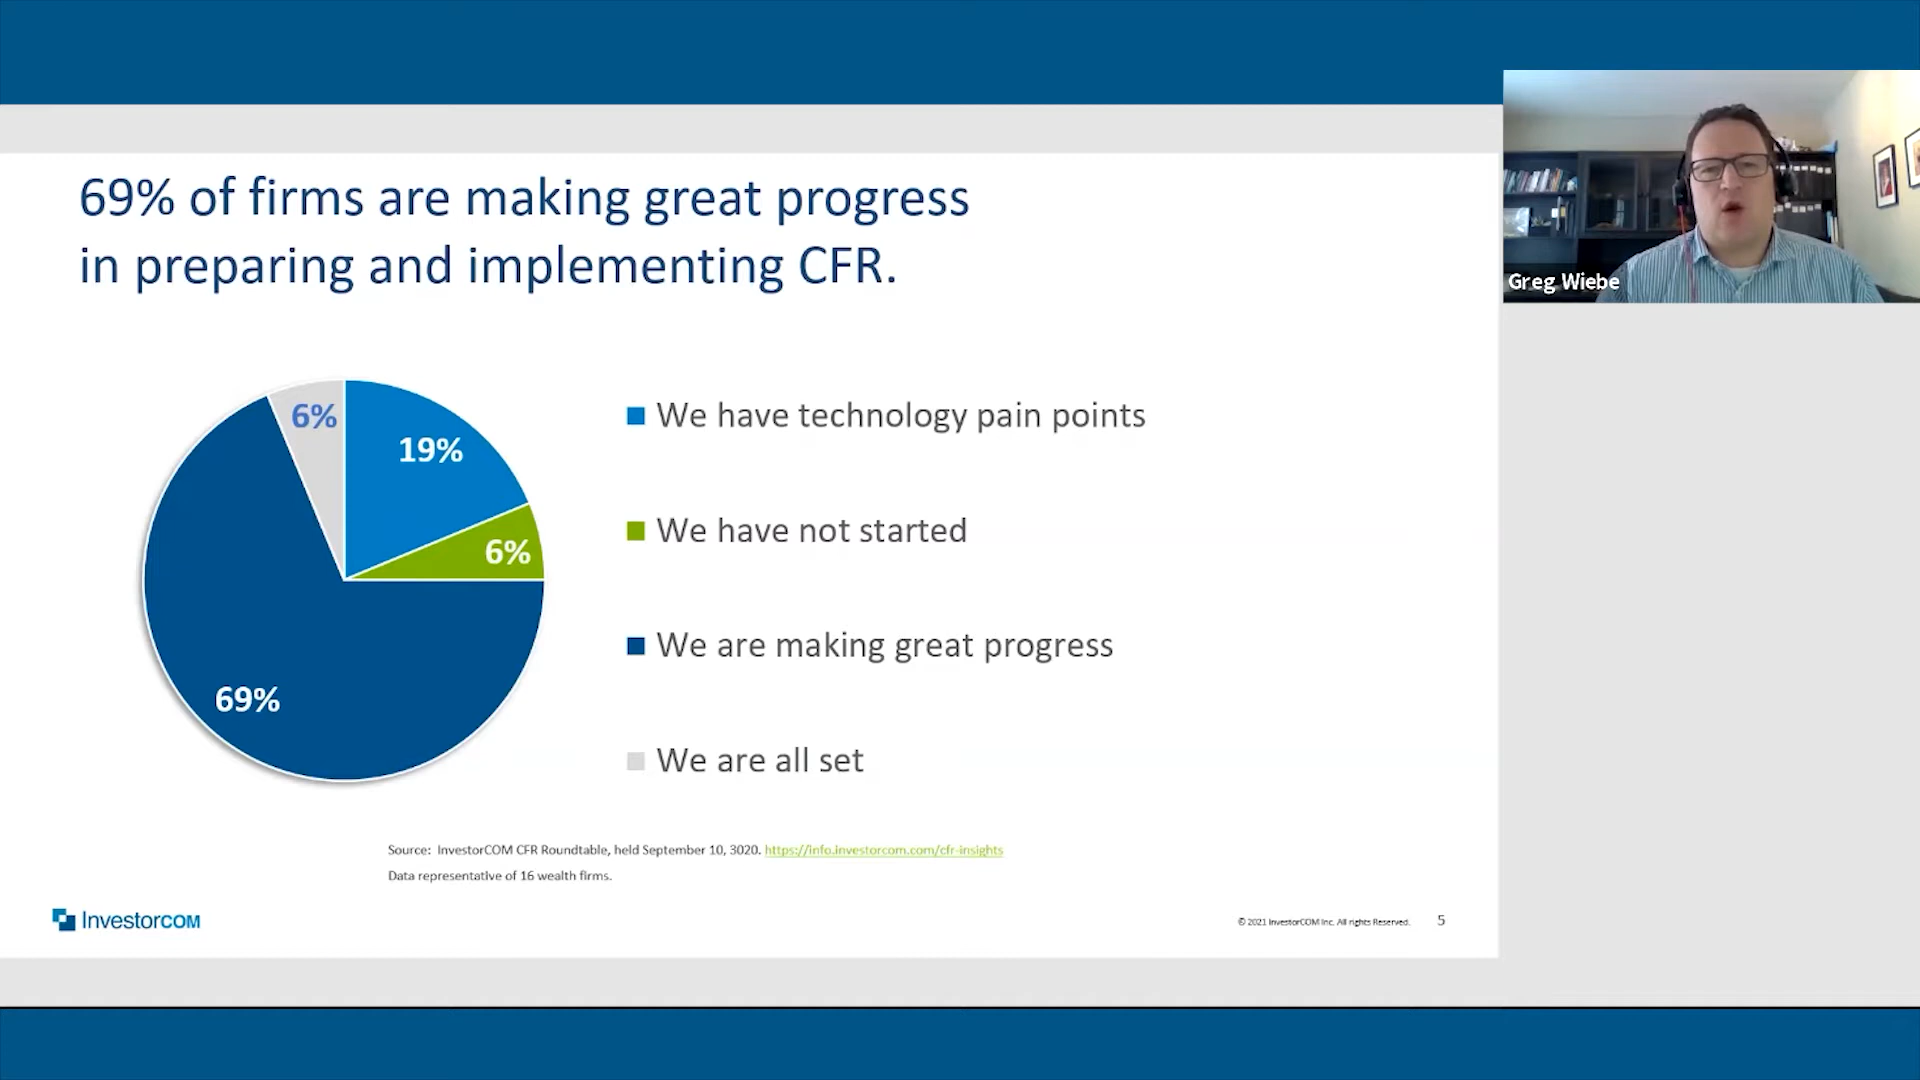 69% of firms are making great progress
in preparing and implementing CFR.
Greg Wiebe
6%
19%
6%
69%
We have technology pain points
We have not started
We are making great progress
We are all set
Source: InvestorCOM CFR Roundtable, held September 10, 3020. https://info.investorcom.com/cfr-insights
Data representative of 16 wealth firms.
InvestorCOM
© 2021 InvestorCOM Inc. All rights Reserved. 5